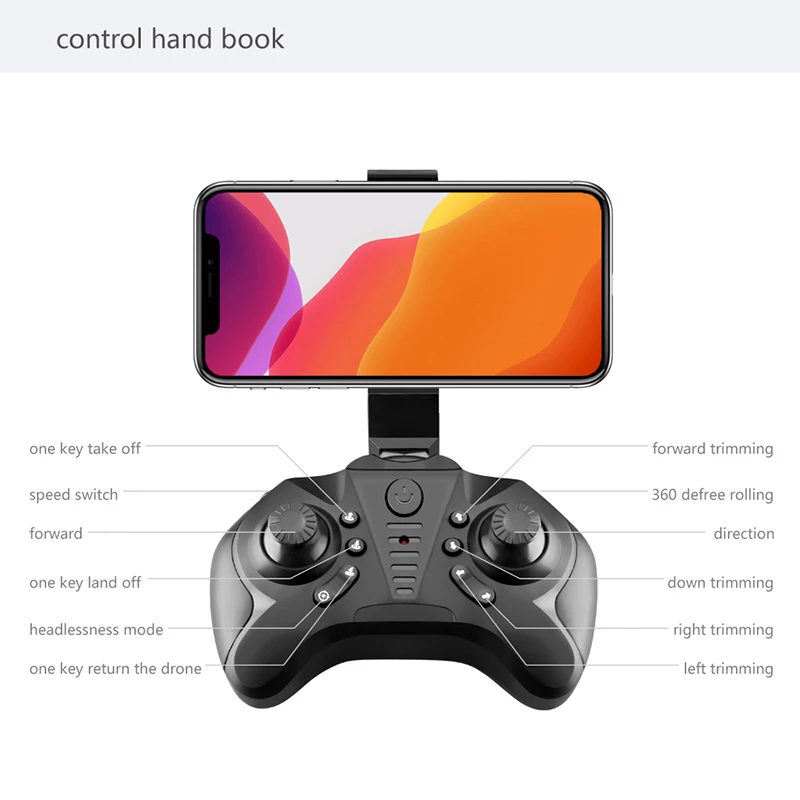 control hand book
one key take off
speed switch
forward
one key land off
headlessness mode
one key return the drone
forward trimming
360 defree rolling
direction
down trimming
right trimming
left trimming